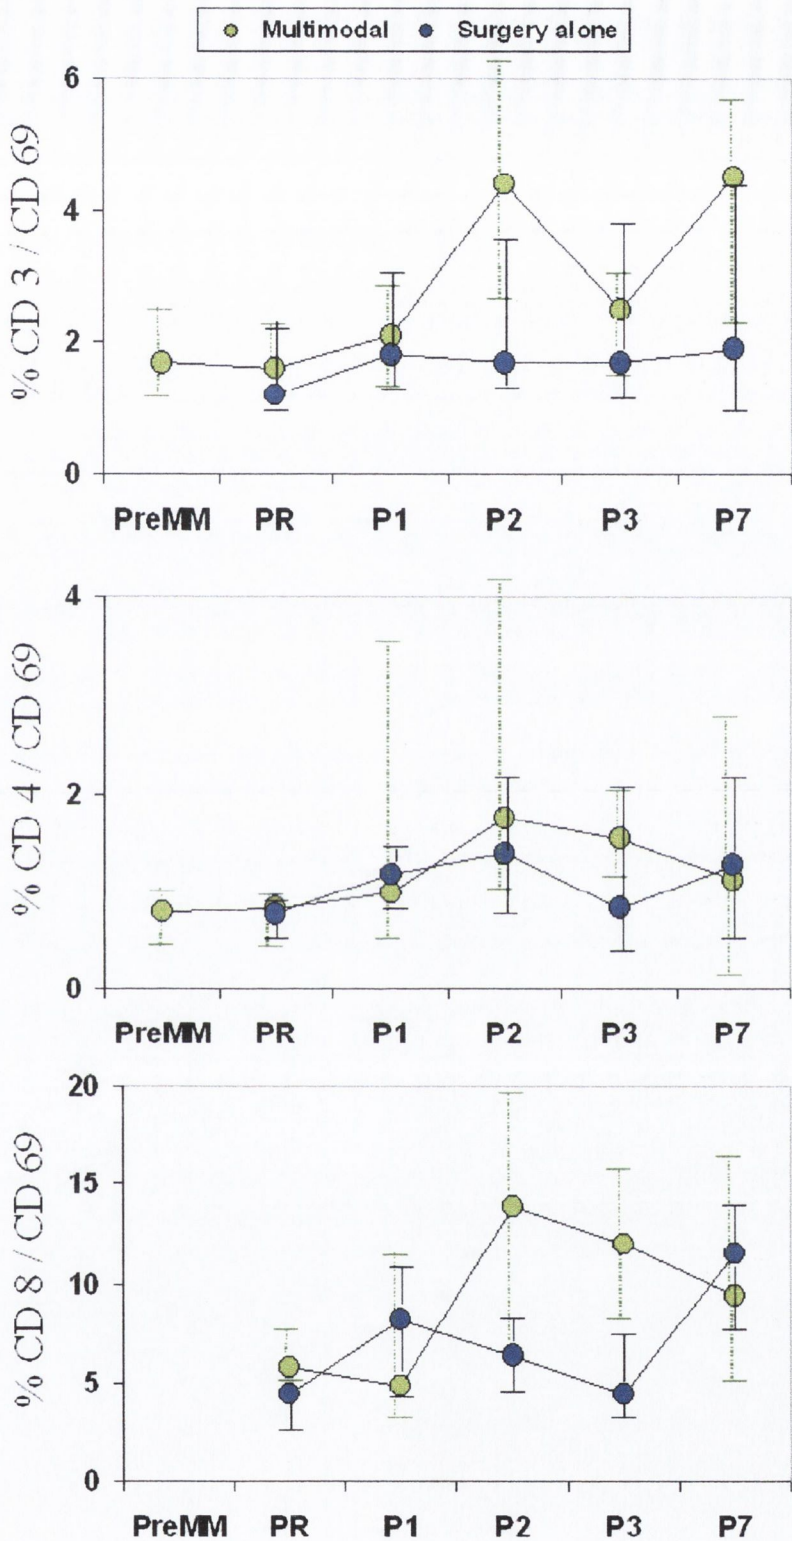 Multimodal Surgery alone
% CD 3 / CD 69
6
4
2
0
PreMM PR P1 P2 P3 P7
% CD 4 / CD 69
4
2
0
PreMM PR P1 P2 P3 P7
% CD 8 / CD 69
20
15
10
5
0
PreMM PR P1 P2 P3 P7